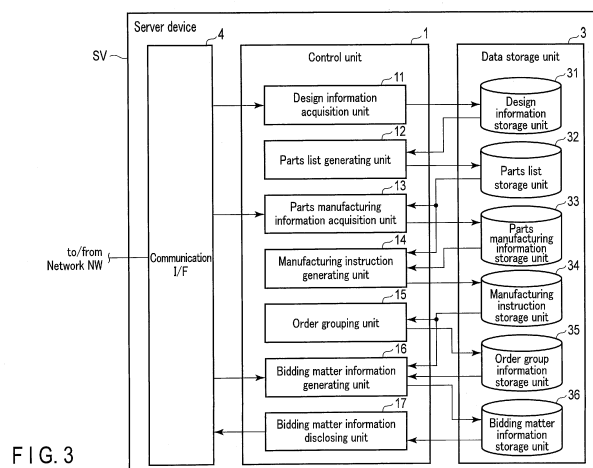 Server device
SV
4
1
3
Control unit
Data storage unit
11
Design information
acquisition unit
31
Design
information
storage unit
12
Parts list generating unit
32
Parts list
storage unit
13
Parts manufacturing
information acquisition unit
33
Parts
manufacturing
information storage
unit
to/from
Network NW
Communication
I/F
14
Manufacturing instruction
generating unit
34
Manufacturing
instruction
storage unit
15
Order grouping unit
35
Order group
information
storage unit
16
Bidding matter information
generating unit
36
Bidding matter
information
storage unit
17
Bidding matter information
disclosing unit
FIG. 3